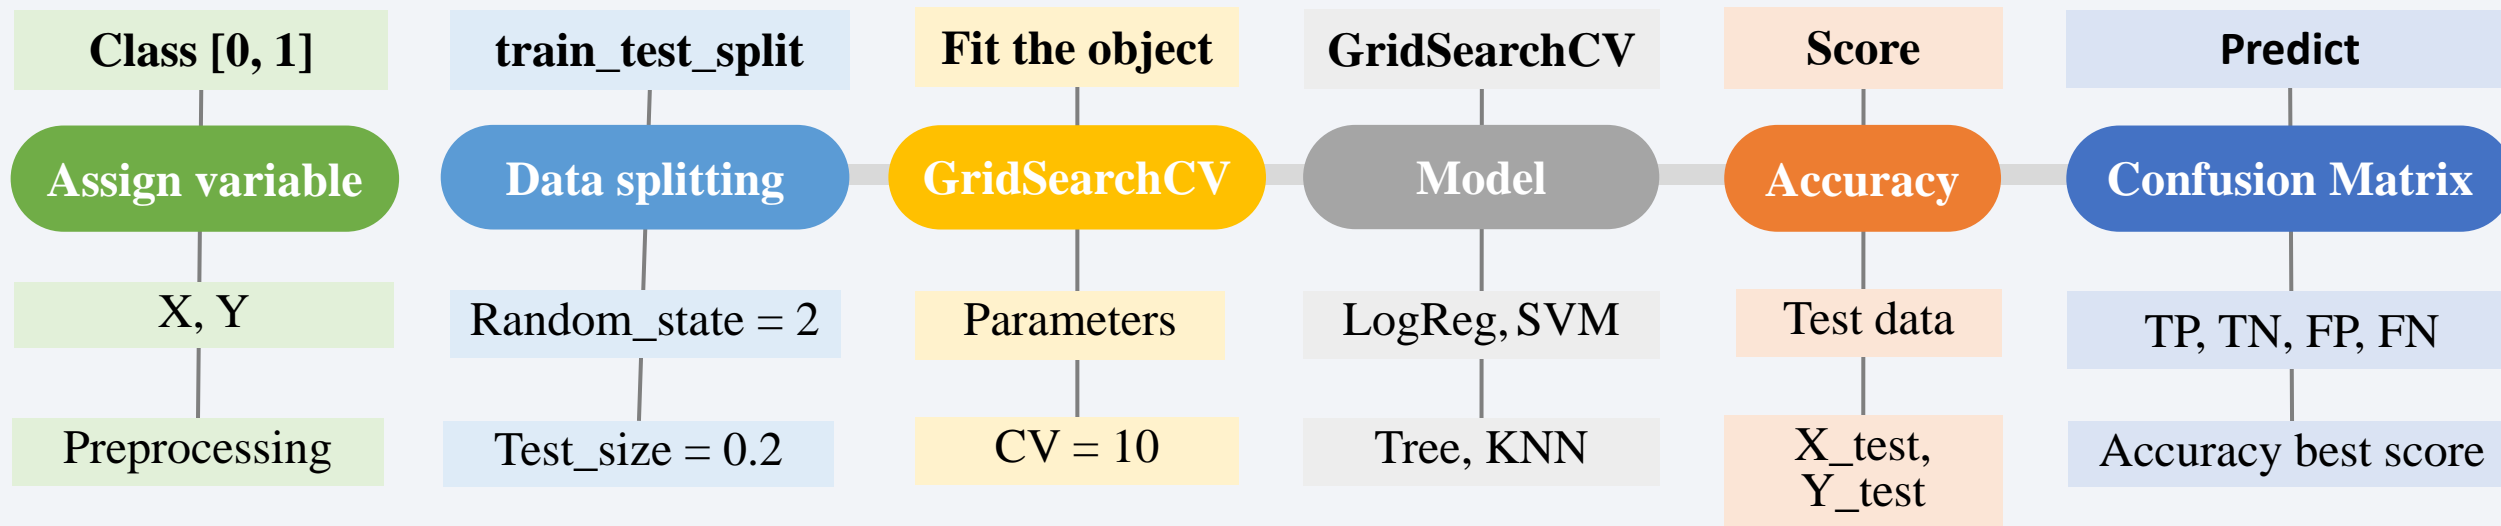 Class [0, 1]
train_test_split
Fit the object
GridSearchCV
Score
Predict
Assign variable
Data splitting
GridSearchCV
Model
Accuracy
Confusion Matrix
X, Y
Random_state = 2
Parameters
LogReg, SVM
Test data
TP, TN, FP, FN
Preprocessing
Test_size = 0.2
CV = 10
Tree, KNN
X_test,
Y_test
Accuracy best score